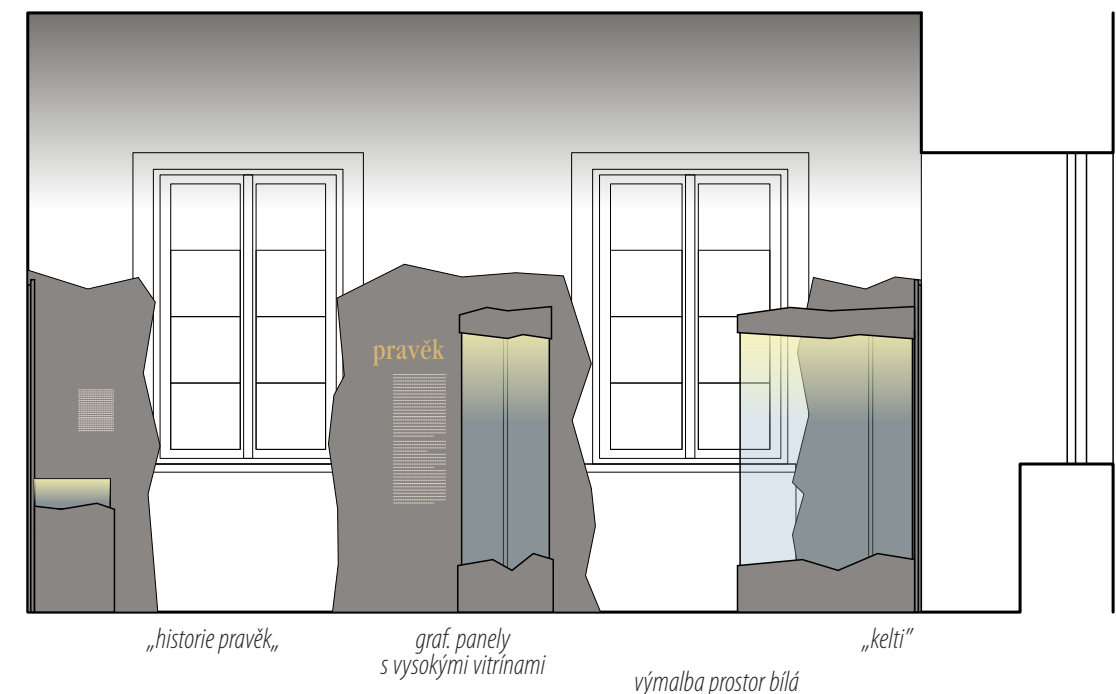 pravěk
„historie pravěk„
graf. panely
s vysokými vitrínami
„kelti”
výmalba prostor bílá